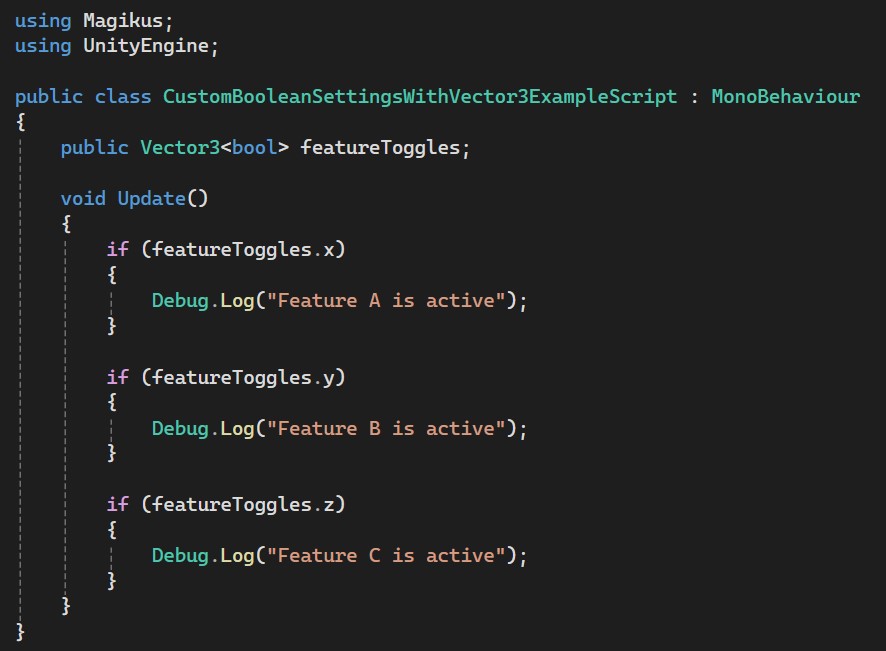 using Magikus;
using UnityEngine;

public class CustomBooleanSettingsWithVector3ExampleScript : MonoBehaviour
{
    public Vector3<bool> featureToggles;

    void Update()
    {
        if (featureToggles.x)
        {
            Debug.Log("Feature A is active");
        }

        if (featureToggles.y)
        {
            Debug.Log("Feature B is active");
        }

        if (featureToggles.z)
        {
            Debug.Log("Feature C is active");
        }
    }
}